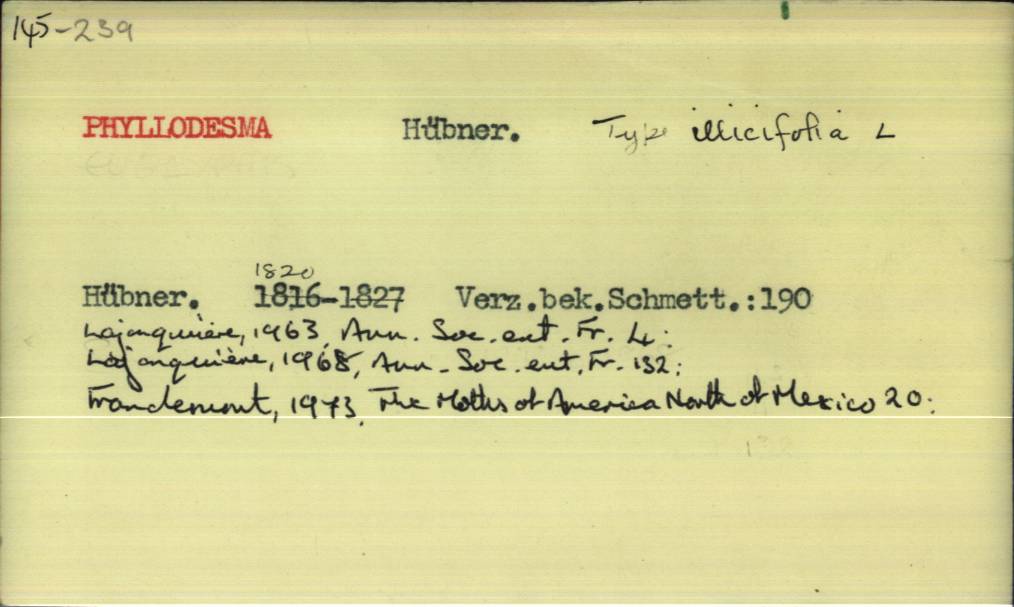 145-239
PHYLLODESMA Hübner. Type illicifolia L
1820
Hübner. 1816-1827 Verz.bek.Schmett.:190
Lajonquière, 1963, Ann. Soc. ent. Fr. 4:
Lajonquière, 1968, Ann. Soc. ent. Fr. 132:
Franclemont, 1973, The Moths of America North of Mexico 20: